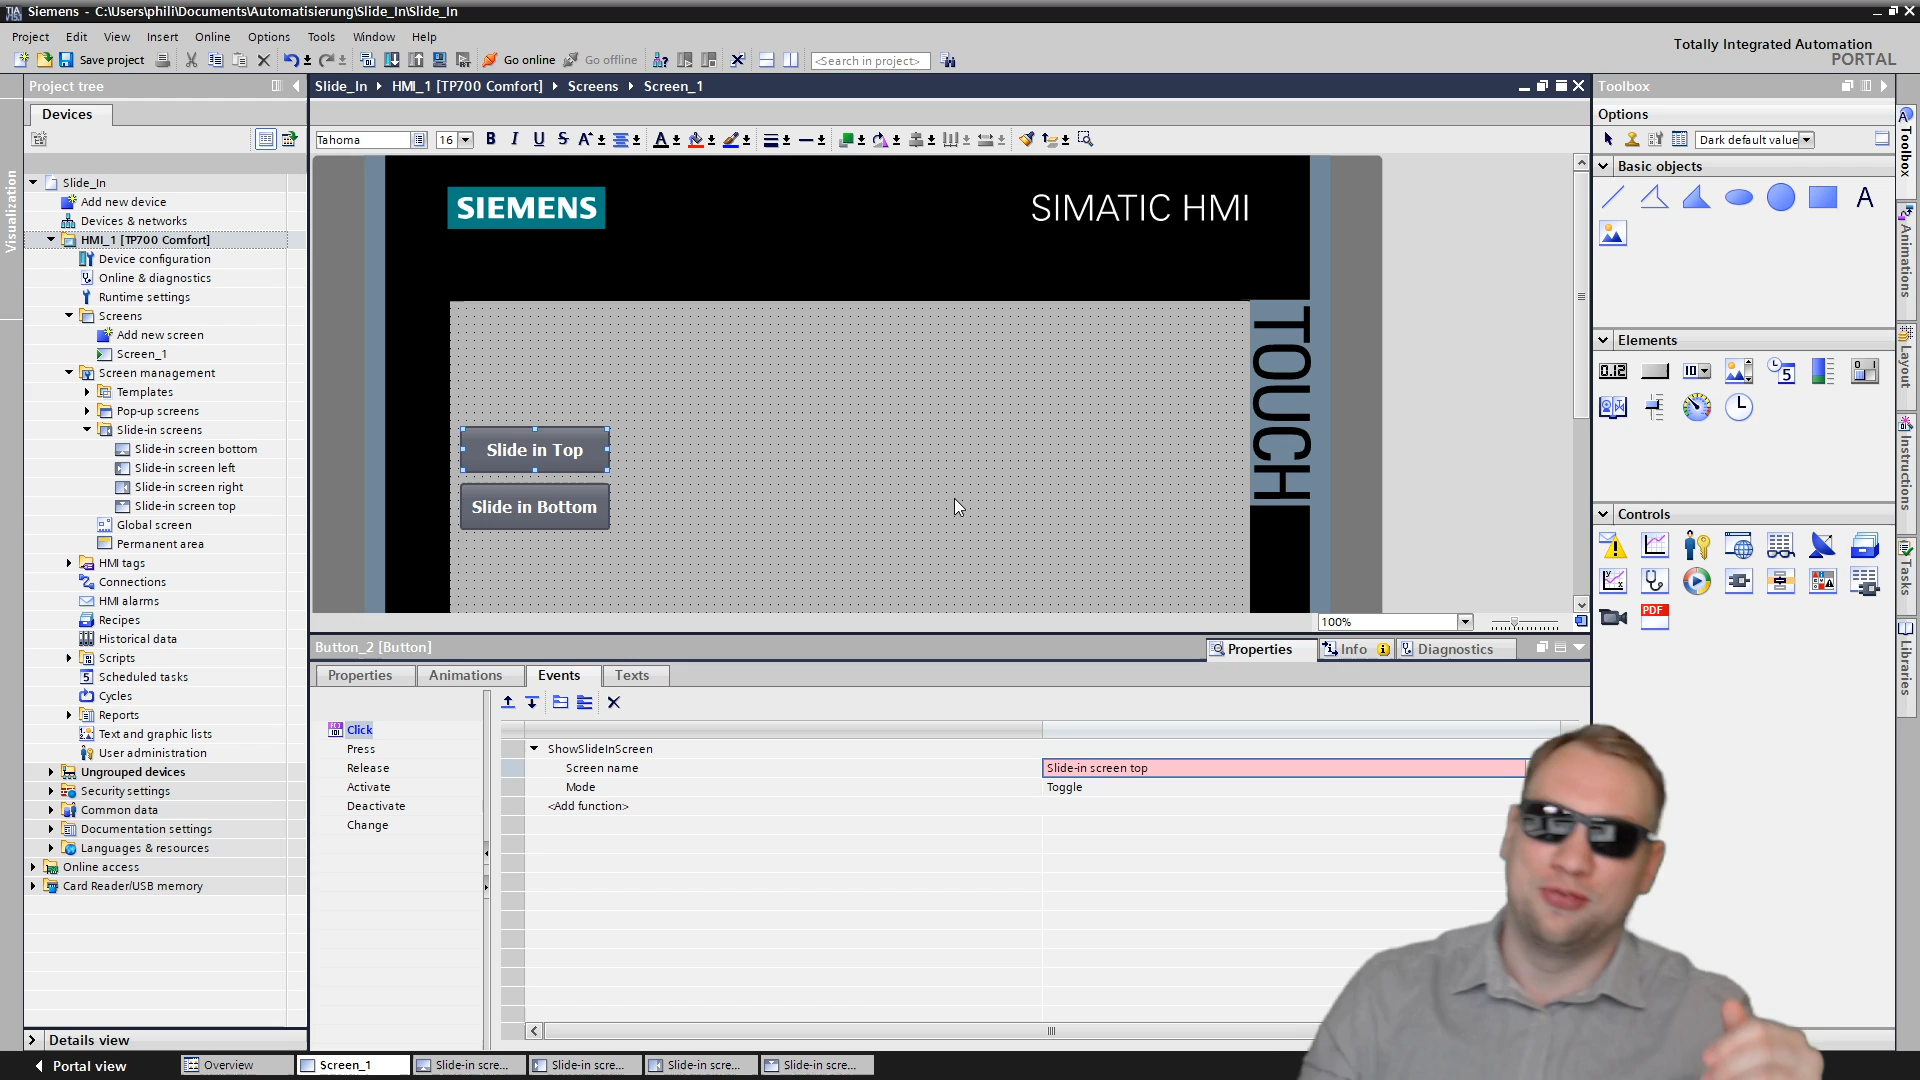 Siemens - C:\Users\phili\Documents\Automatisierung\Slide_In\Slide_In
Project Edit View Insert Online Options Tools Window Help
Totally Integrated Automation
PORTAL
Save project
Go online
Go offline
<Search in project>
Project tree
Slide_In HMI_1 [TP700 Comfort] Screens Screen_1
Toolbox
Devices
Options
Tahoma 16
B I U S A A
Dark default value
Visualization
Slide_In
Add new device
Devices & networks
HMI_1 [TP700 Comfort]
Device configuration
Online & diagnostics
Runtime settings
Screens
Add new screen
Screen_1
Screen management
Templates
Pop-up screens
Slide-in screens
Slide-in screen bottom
Slide-in screen left
Slide-in screen right
Slide-in screen top
Global screen
Permanent area
HMI tags
Connections
HMI alarms
Recipes
Historical data
Scripts
Scheduled tasks
Cycles
Reports
Text and graphic lists
User administration
Ungrouped devices
Security settings
Common data
Documentation settings
Languages & resources
Online access
Card Reader/USB memory
Details view
SIEMENS
SIMATIC HMI
TOUCH
Slide in Top
Slide in Bottom
100%
Button_2 [Button]
Properties Info Diagnostics
Properties Animations Events Texts
Click
Press
Release
Activate
Deactivate
Change
ShowSlideInScreen
Screen name Slide-in screen top
Mode Toggle
<Add function>
Basic objects
A
Elements
0.12
10
5
Controls
PDF
Toolbox
Animations
Layout
Instructions
Tasks
Libraries
Portal view
Overview
Screen_1
Slide-in scre...
Slide-in scre...
Slide-in scre...
Slide-in scre...